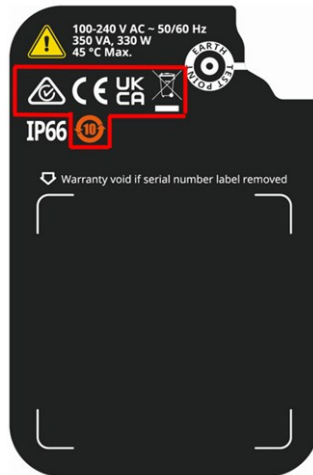 100-240 V AC ~ 50/60 Hz
350 VA, 330 W
45 °C Max.
EARTH
TEST POINT
CE UK
CA
IP66 10
Warranty void if serial number label removed